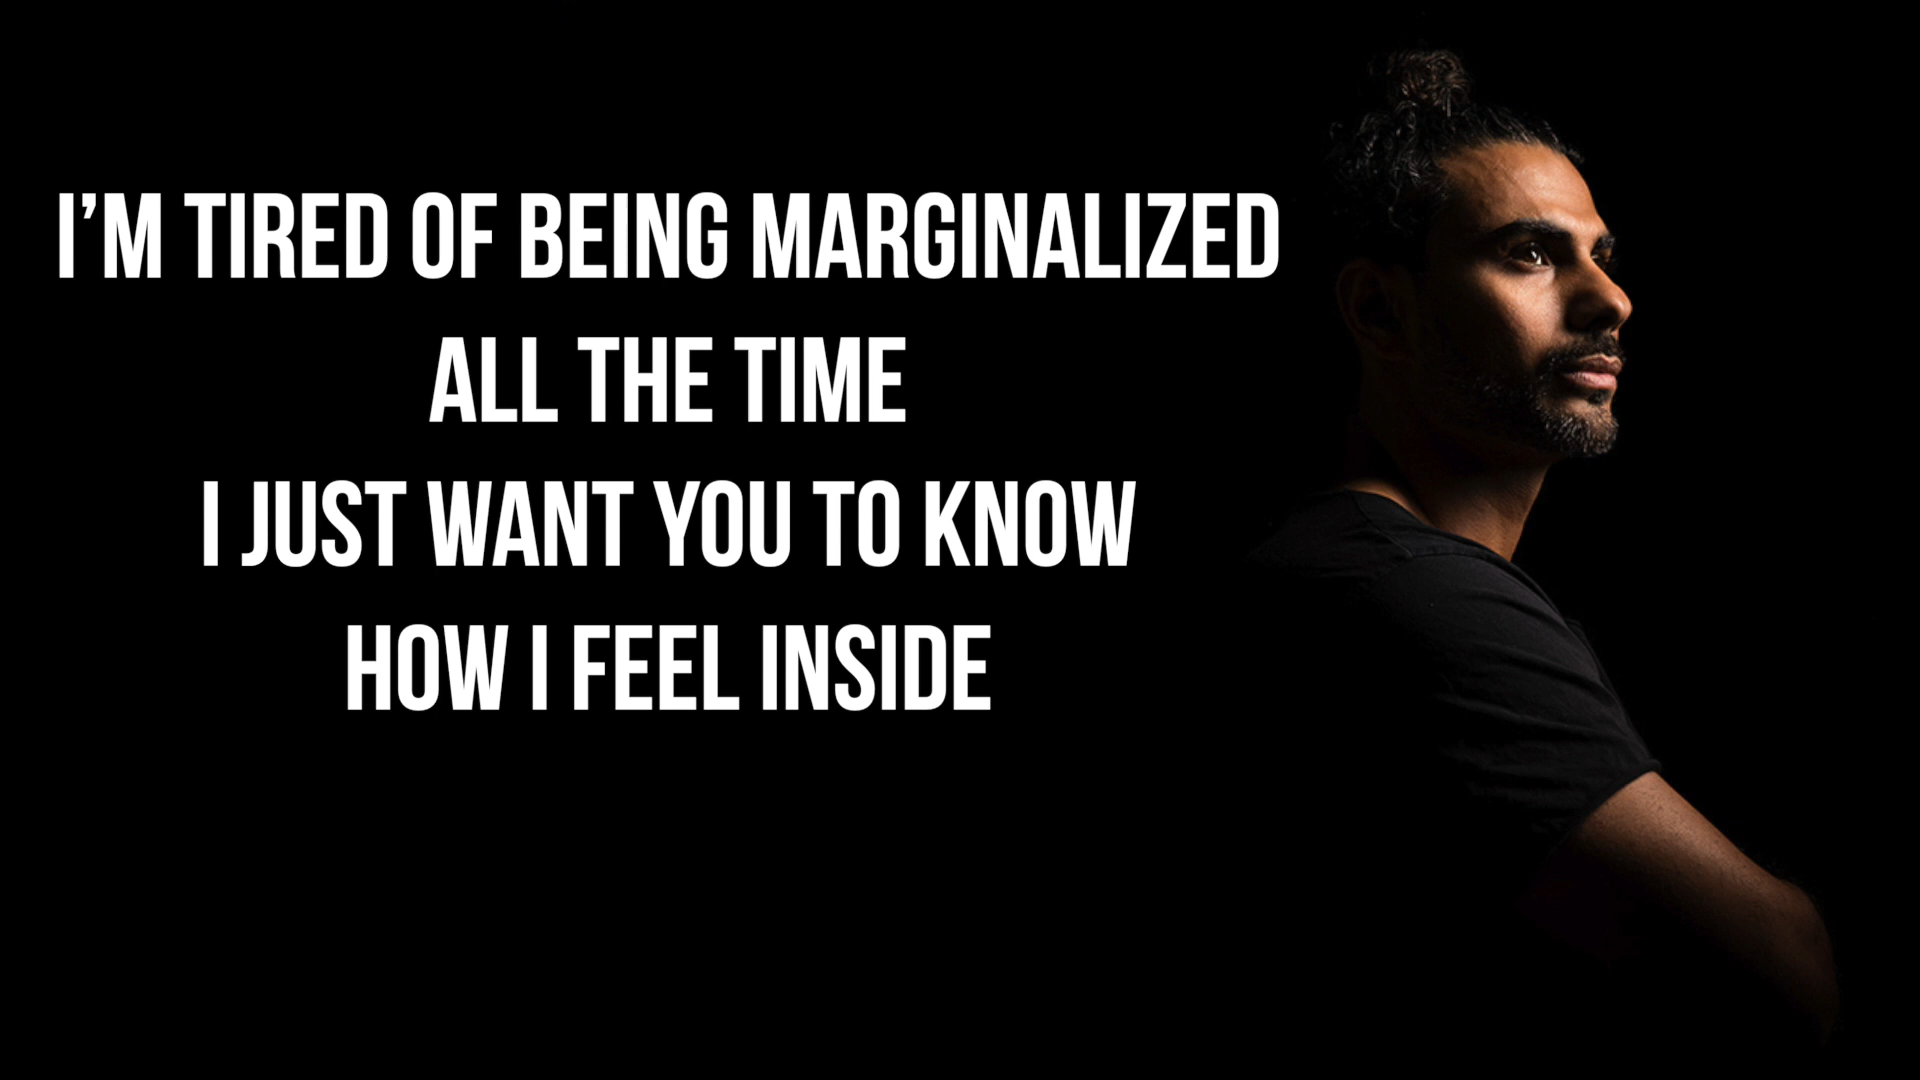 I'M TIRED OF BEING MARGINALIZED
ALL THE TIME
I JUST WANT YOU TO KNOW
HOW I FEEL INSIDE